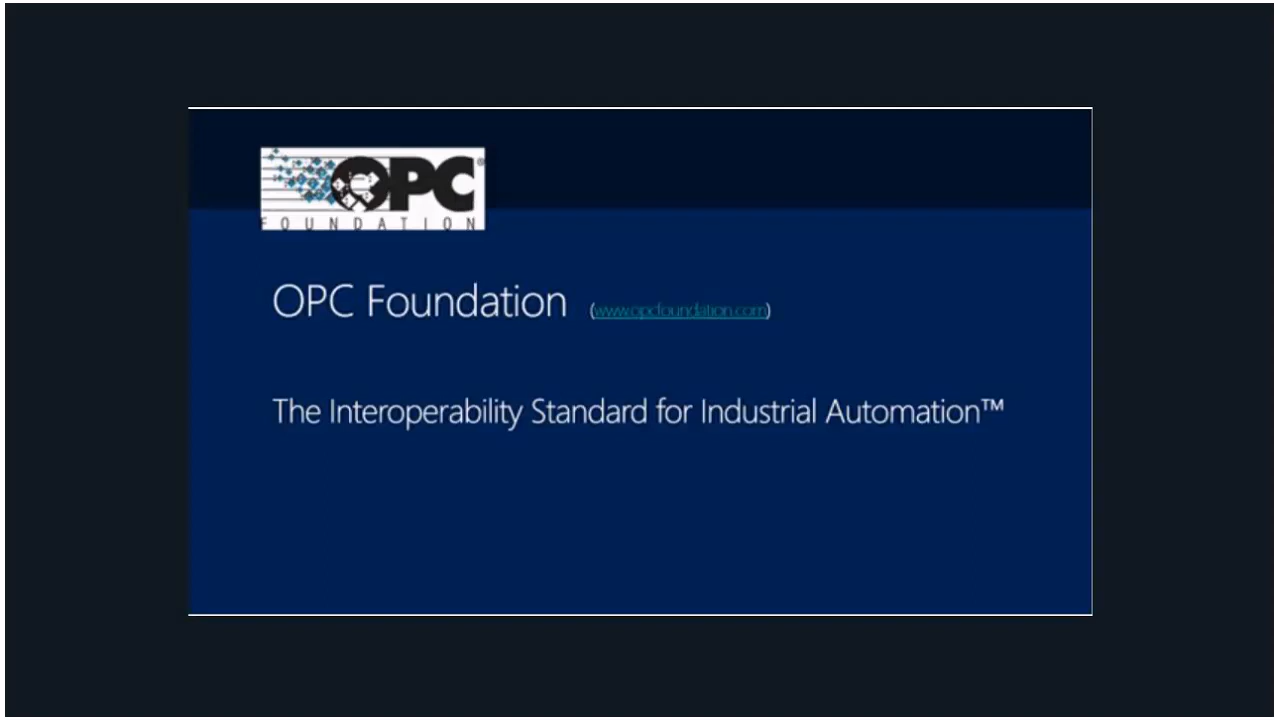 OPC®
FOUNDATION
OPC Foundation (www.opcfoundation.com)
The Interoperability Standard for Industrial Automation™